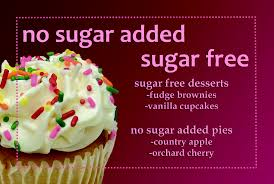 no sugar added
sugar free
sugar free desserts
-fudge brownies
-vanilla cupcakes
no sugar added pies
-country apple
-orchard cherry